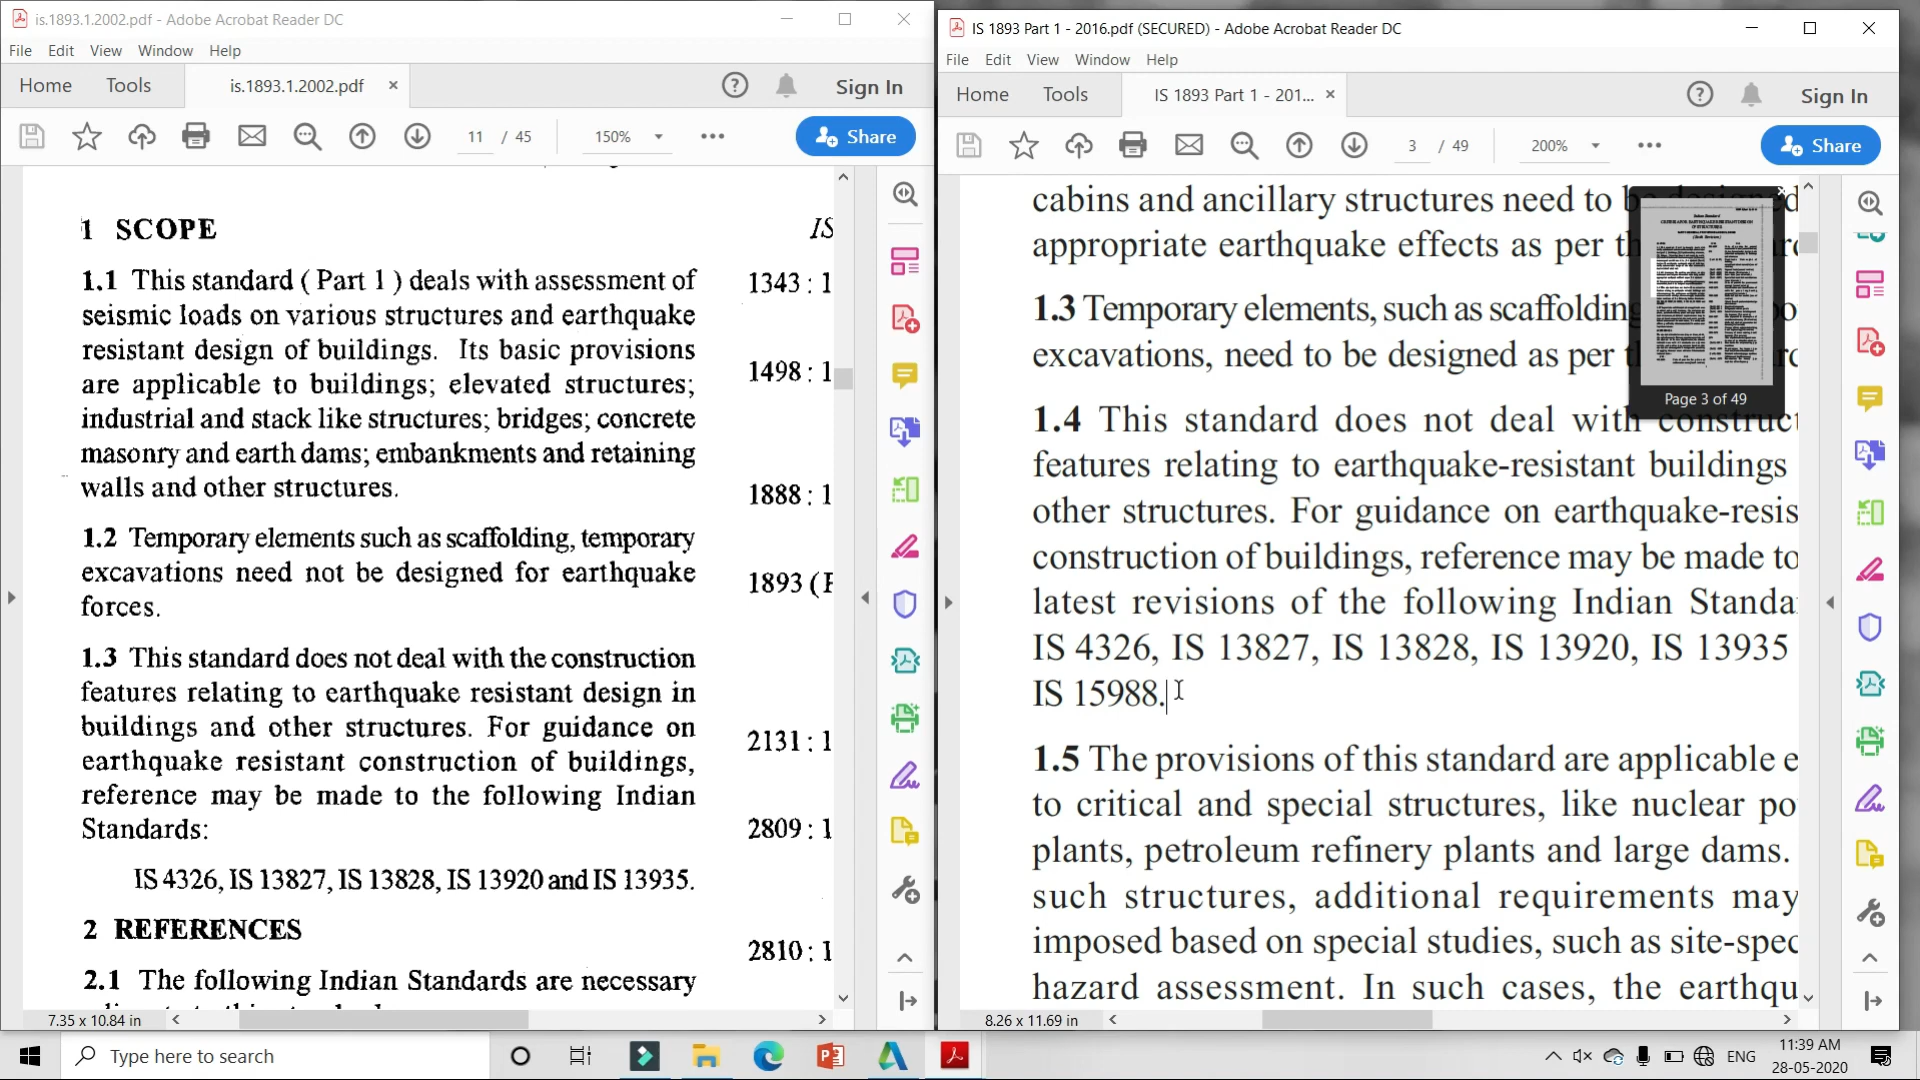 is.1893.1.2002.pdf - Adobe Acrobat Reader DC
File Edit View Window Help
Home Tools is.1893.1.2002.pdf × Sign In
11 / 45 150% Share
1 SCOPE
1.1 This standard ( Part 1 ) deals with assessment of
seismic loads on various structures and earthquake
resistant design of buildings. Its basic provisions
are applicable to buildings; elevated structures;
industrial and stack like structures; bridges; concrete
masonry and earth dams; embankments and retaining
walls and other structures.
1.2 Temporary elements such as scaffolding, temporary
excavations need not be designed for earthquake
forces.
1.3 This standard does not deal with the construction
features relating to earthquake resistant design in
buildings and other structures. For guidance on
earthquake resistant construction of buildings,
reference may be made to the following Indian
Standards:
IS 4326, IS 13827, IS 13828, IS 13920 and IS 13935.
2 REFERENCES
2.1 The following Indian Standards are necessary
IS
1343 : 1
1498 : 1
1888 : 1
1893 (
2131 : 1
2809 : 1
2810 : 1
7.35 x 10.84 in
IS 1893 Part 1 - 2016.pdf (SECURED) - Adobe Acrobat Reader DC
File Edit View Window Help
Home Tools IS 1893 Part 1 - 201... × Sign In
3 / 49 200% Share
cabins and ancillary structures need to be designed
appropriate earthquake effects as per
1.3 Temporary elements, such as scaffolding
excavations, need to be designed as per
Page 3 of 49
1.4 This standard does not deal with construct
features relating to earthquake-resistant buildings
other structures. For guidance on earthquake-resis
construction of buildings, reference may be made to
latest revisions of the following Indian Standa
IS 4326, IS 13827, IS 13828, IS 13920, IS 13935
IS 15988.
1.5 The provisions of this standard are applicable e
to critical and special structures, like nuclear po
plants, petroleum refinery plants and large dams.
such structures, additional requirements may
imposed based on special studies, such as site-spec
hazard assessment. In such cases, the earthqu
8.26 x 11.69 in
Type here to search
ENG
11:39 AM
28-05-2020